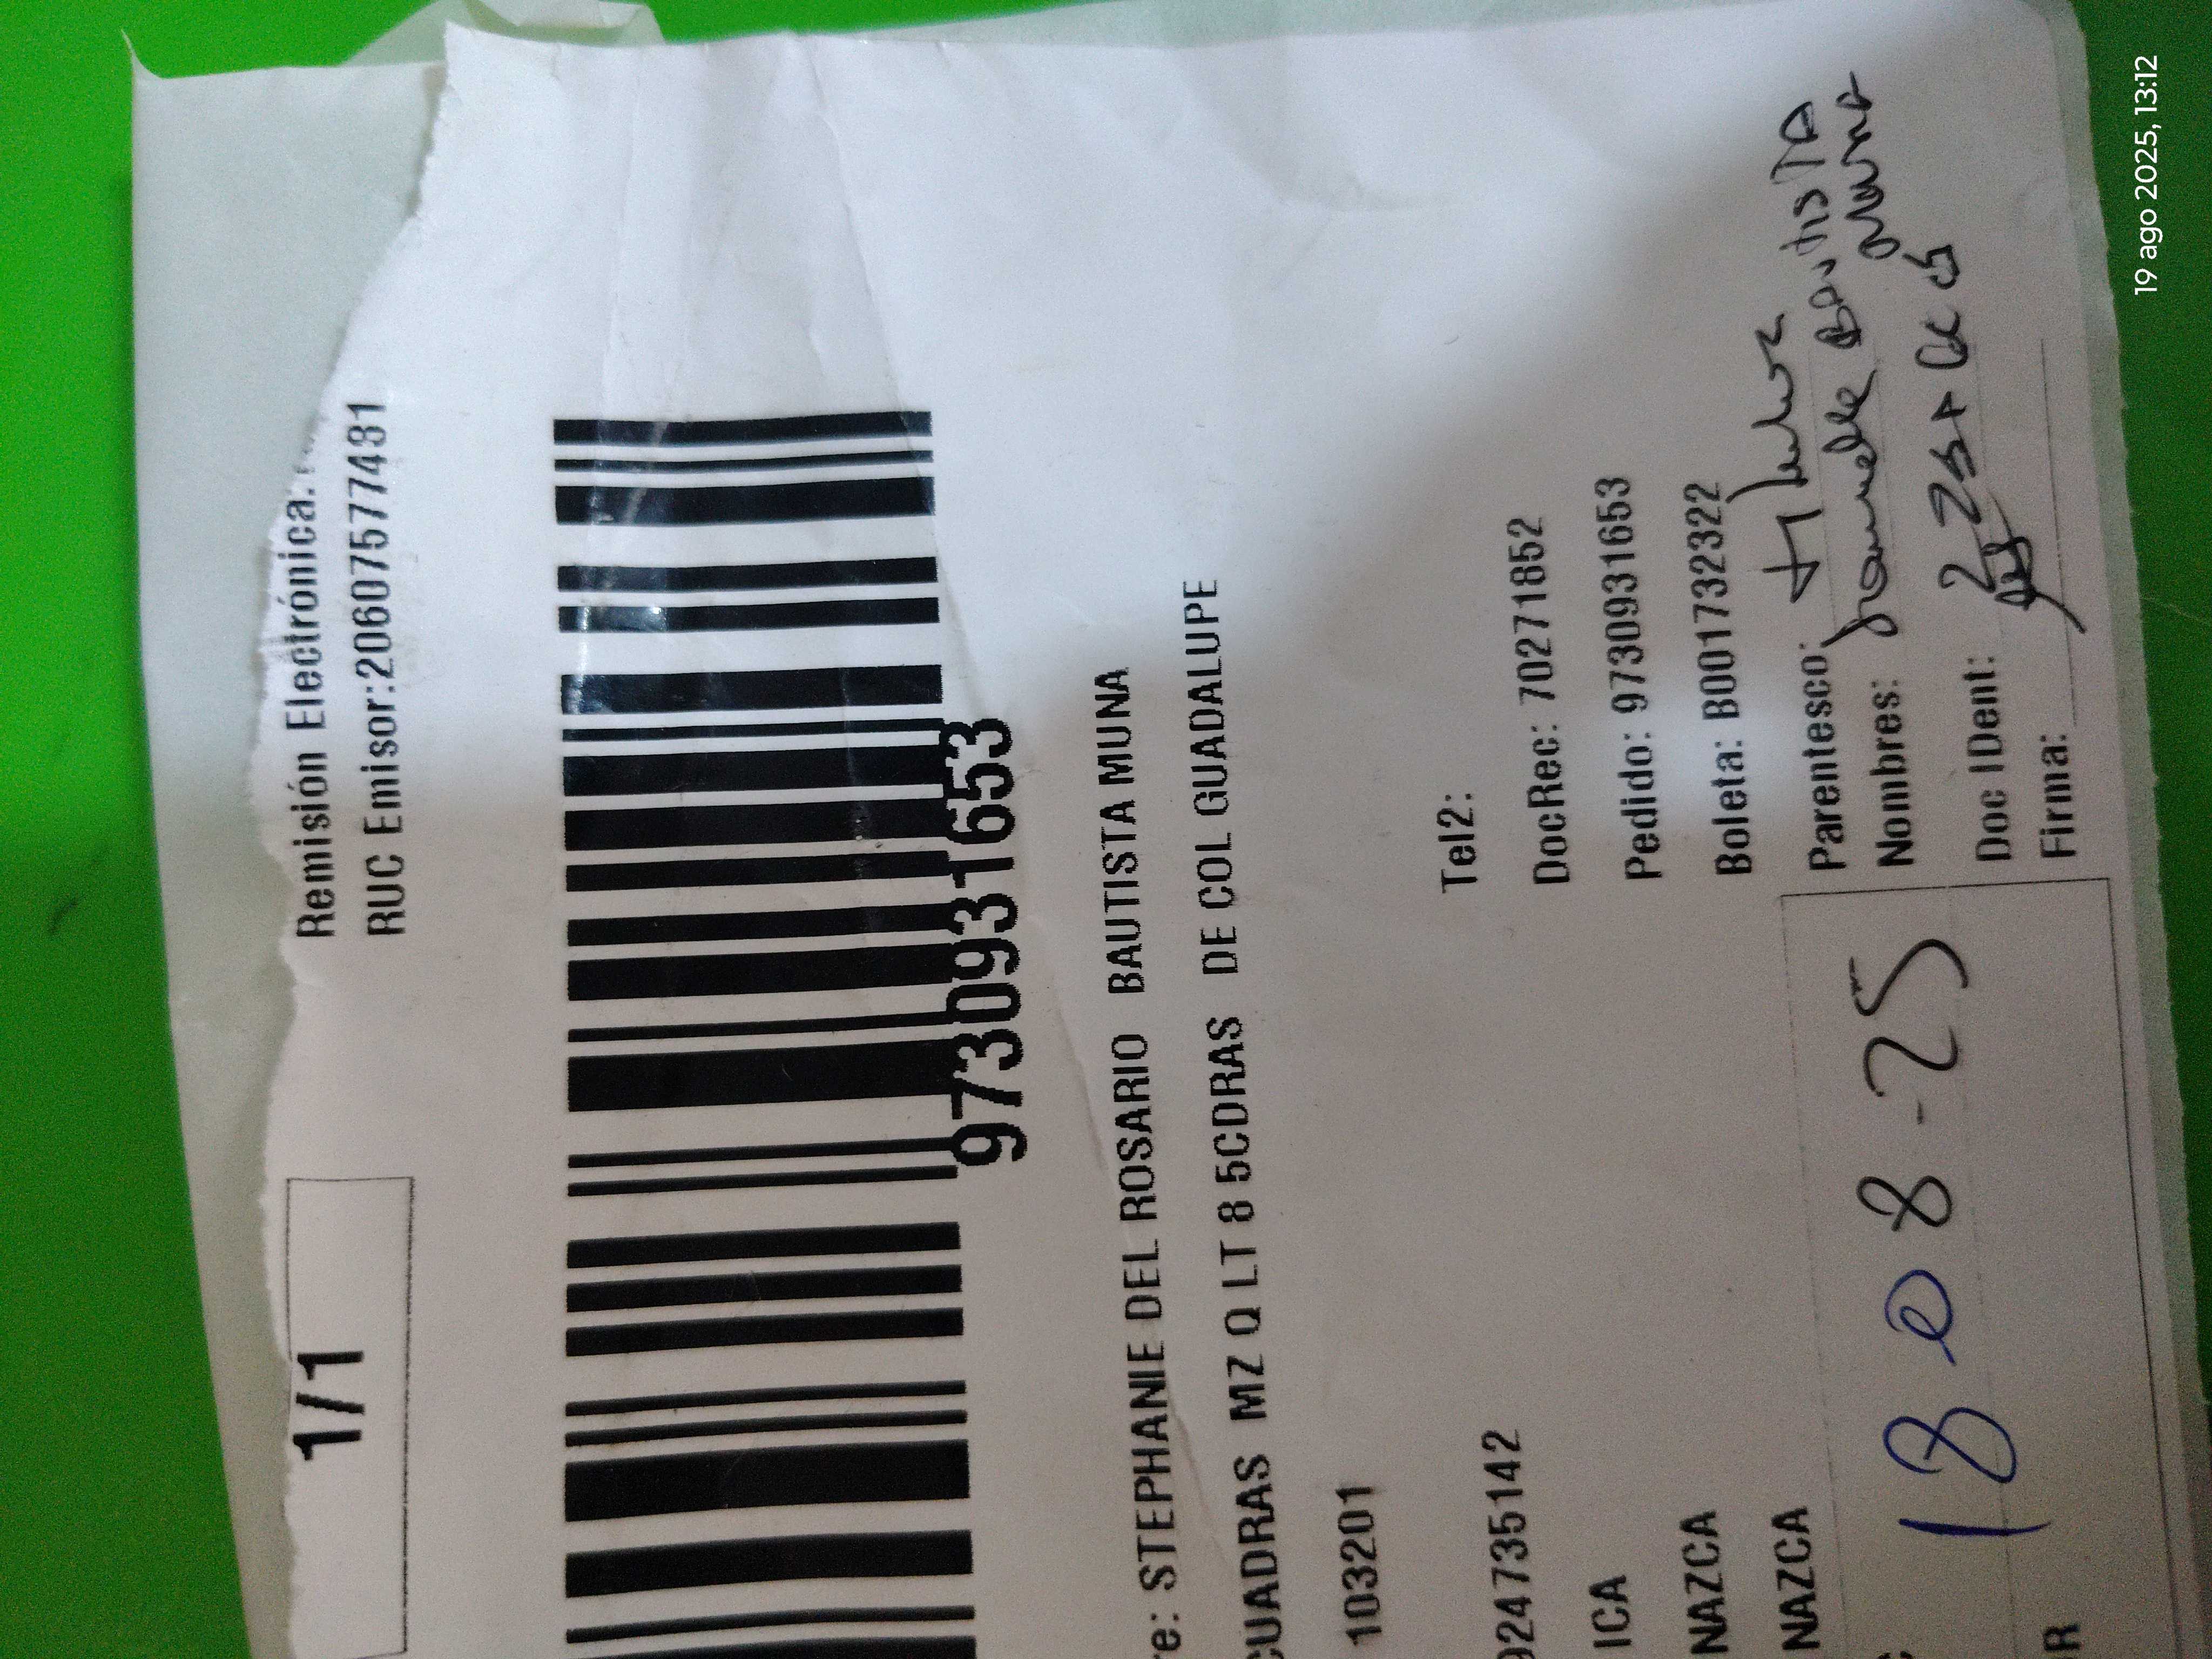 Remisión Electrónica:
RUC Emisor:20607577481
1/1
9730931653
re: STEPHANIE DEL ROSARIO BAUTISTA MUNA
CUADRAS MZ Q LT 8 5CDRAS DE COL GUADALUPE
103201
Tel2:
924735142
DocRec: 70271852
ICA
Pedido: 9730931653
NAZCA
Boleta: B001732322
NAZCA
Parentesco:
Nombres: BAUTISTA
muna
Doc IDent:
Firma:
18 08-25
R
19 ago 2025, 13:12